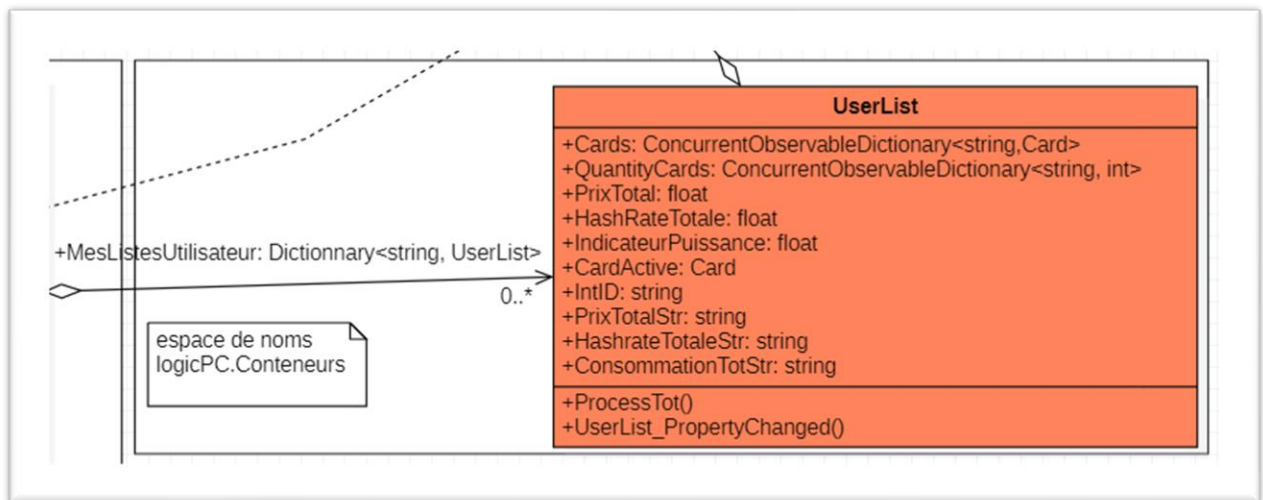 UserList
+Cards: ConcurrentObservableDictionary<string,Card>
+QuantityCards: ConcurrentObservableDictionary<string, int>
+PrixTotal: float
+HashRateTotale: float
+IndicateurPuissance: float
+CardActive: Card
+IntID: string
+PrixTotalStr: string
+HashrateTotaleStr: string
+ConsommationTotStr: string
+ProcessTot()
+UserList_PropertyChanged()
+MesListesUtilisateur: Dictionnary<string, UserList>
0..*
espace de noms
logicPC.Conteneurs